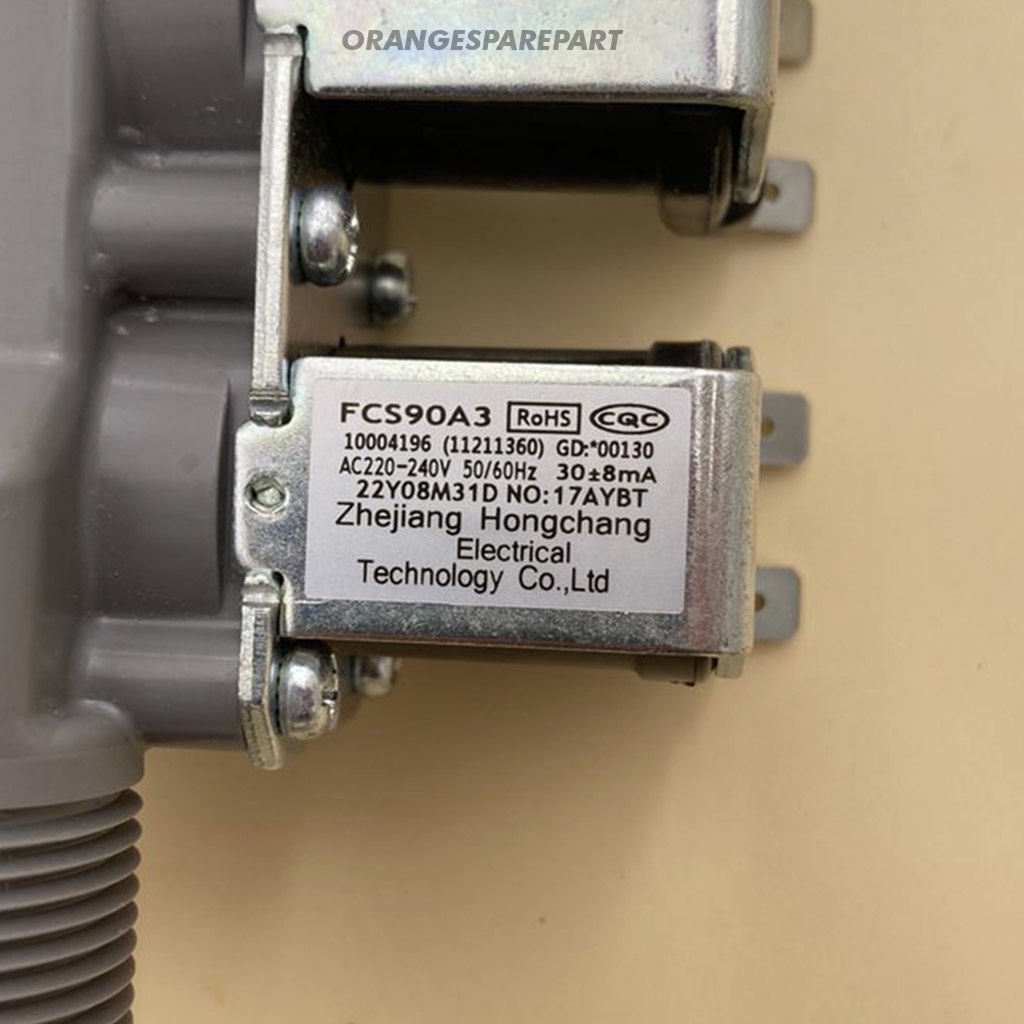 ORANGESPAREPART
FCS90A3 RoHS CQC
10004196 (11211360) GD:*00130
AC220-240V 50/60Hz 30±8mA
22Y08M31D NO:17AYBT
Zhejiang Hongchang
Electrical
Technology Co.,Ltd